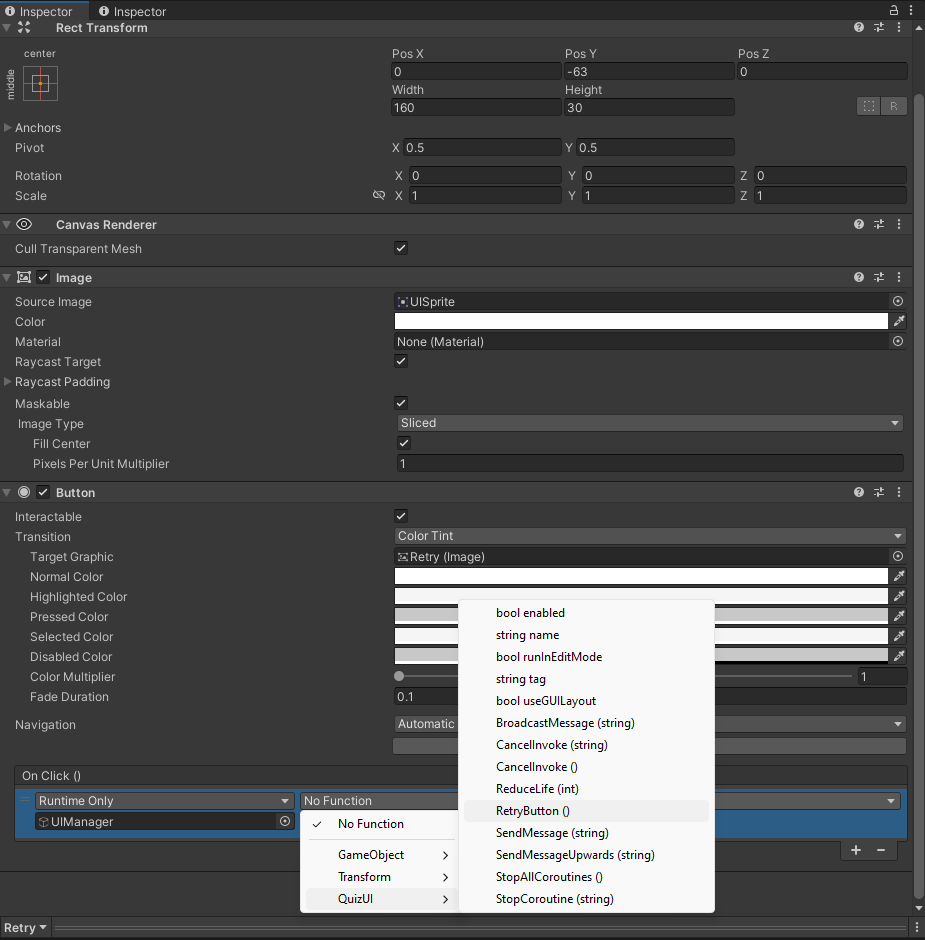 Inspector Inspector
Rect Transform
center
middle
Pos X Pos Y Pos Z
0 -63 0
Width Height
160 30
R
Anchors
Pivot X 0.5 Y 0.5
Rotation X 0 Y 0 Z 0
Scale X 1 Y 1 Z 1
Canvas Renderer
Cull Transparent Mesh
Image
Source Image UISprite
Color
Material None (Material)
Raycast Target
Raycast Padding
Maskable
Image Type Sliced
Fill Center
Pixels Per Unit Multiplier 1
Button
Interactable
Transition Color Tint
Target Graphic Retry (Image)
Normal Color
Highlighted Color
Pressed Color
Selected Color
Disabled Color
Color Multiplier 1
Fade Duration 0.1
Navigation Automatic
On Click ()
Runtime Only No Function
UIManager
No Function
GameObject
Transform
QuizUI
bool enabled
string name
bool runInEditMode
string tag
bool useGUILayout
BroadcastMessage (string)
CancelInvoke (string)
CancelInvoke ()
ReduceLife (int)
RetryButton ()
SendMessage (string)
SendMessageUpwards (string)
StopAllCoroutines ()
StopCoroutine (string)
Retry